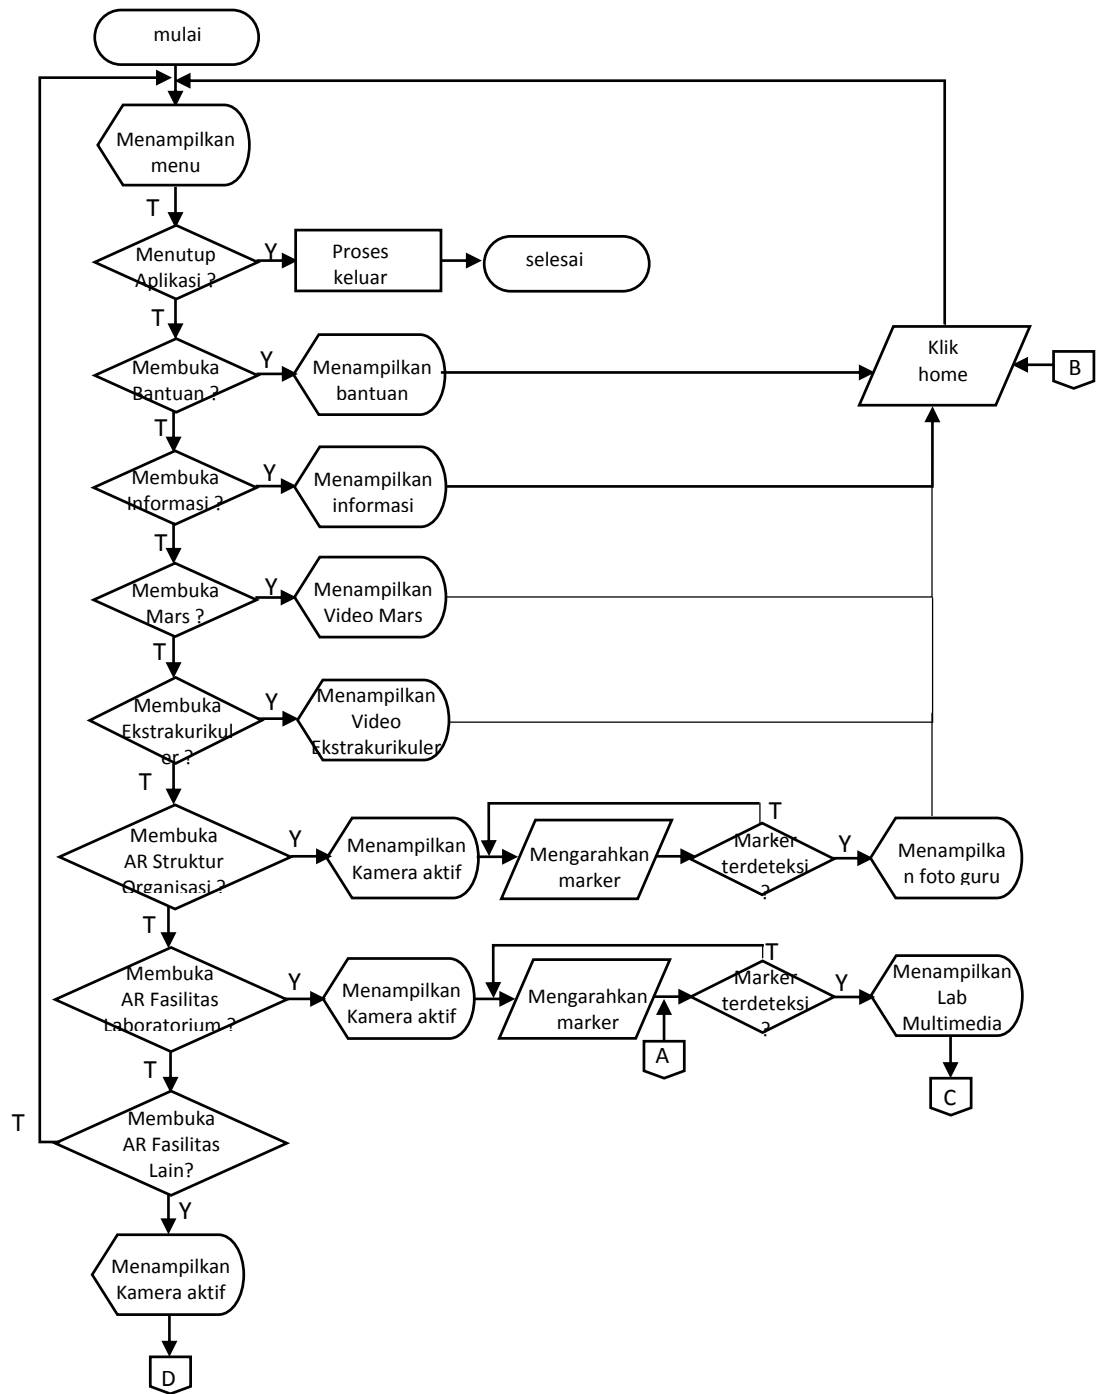 mulai
Menampilkan
menu
T
Menutup
Aplikasi ?
Y
Proses
keluar
selesai
T
Membuka
Bantuan ?
Y
Menampilkan
bantuan
Klik
home
B
T
Membuka
Informasi ?
Y
Menampilkan
informasi
T
Membuka
Mars ?
Y
Menampilkan
Video Mars
T
Membuka
Ekstrakurikul
er ?
Y
Menampilkan
Video
Ekstrakurikuler
T
Membuka
AR Struktur
Organisasi ?
Y
Menampilkan
Kamera aktif
Mengarahkan
marker
T
Marker
terdeteksi
?
Y
Menampilka
n foto guru
T
Membuka
AR Fasilitas
Laboratorium ?
Y
Menampilkan
Kamera aktif
Mengarahkan
marker
A
T
Marker
terdeteksi
?
Y
Menampilkan
Lab
Multimedia
C
T
T
Membuka
AR Fasilitas
Lain?
Y
Menampilkan
Kamera aktif
D